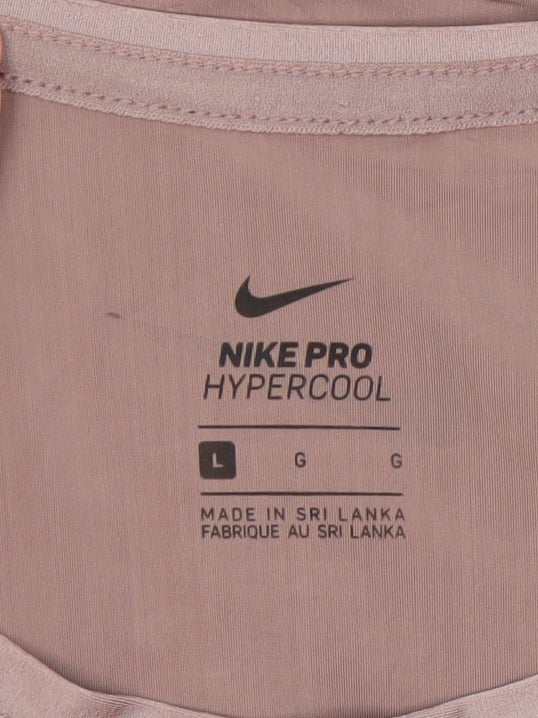 NIKE PRO
HYPERCOOL
L G G
MADE IN SRI LANKA
FABRIQUE AU SRI LANKA